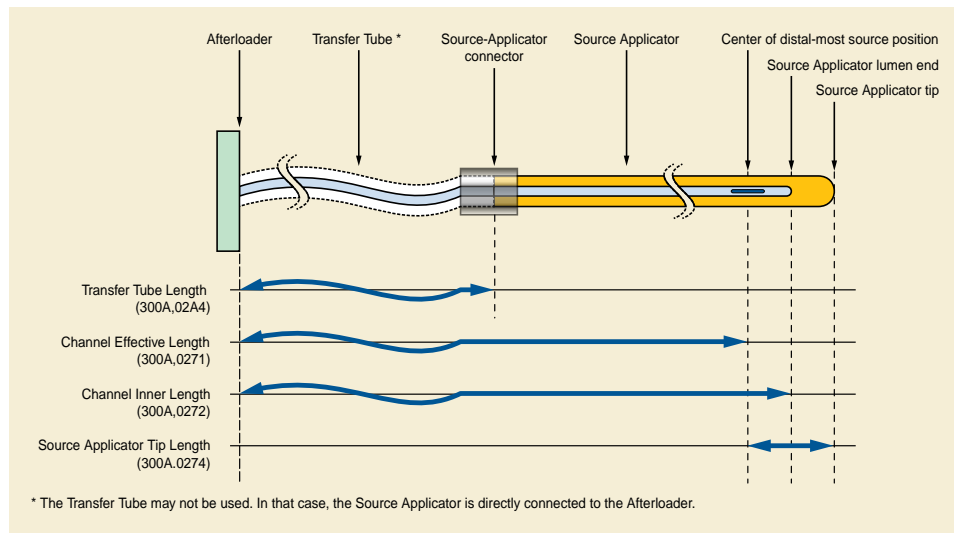 Afterloader
Transfer Tube *
Source-Applicator
connector
Source Applicator
Center of distal-most source position
Source Applicator lumen end
Source Applicator tip
Transfer Tube Length
(300A,02A4)
Channel Effective Length
(300A,0271)
Channel Inner Length
(300A,0272)
Source Applicator Tip Length
(300A.0274)
* The Transfer Tube may not be used. In that case, the Source Applicator is directly connected to the Afterloader.